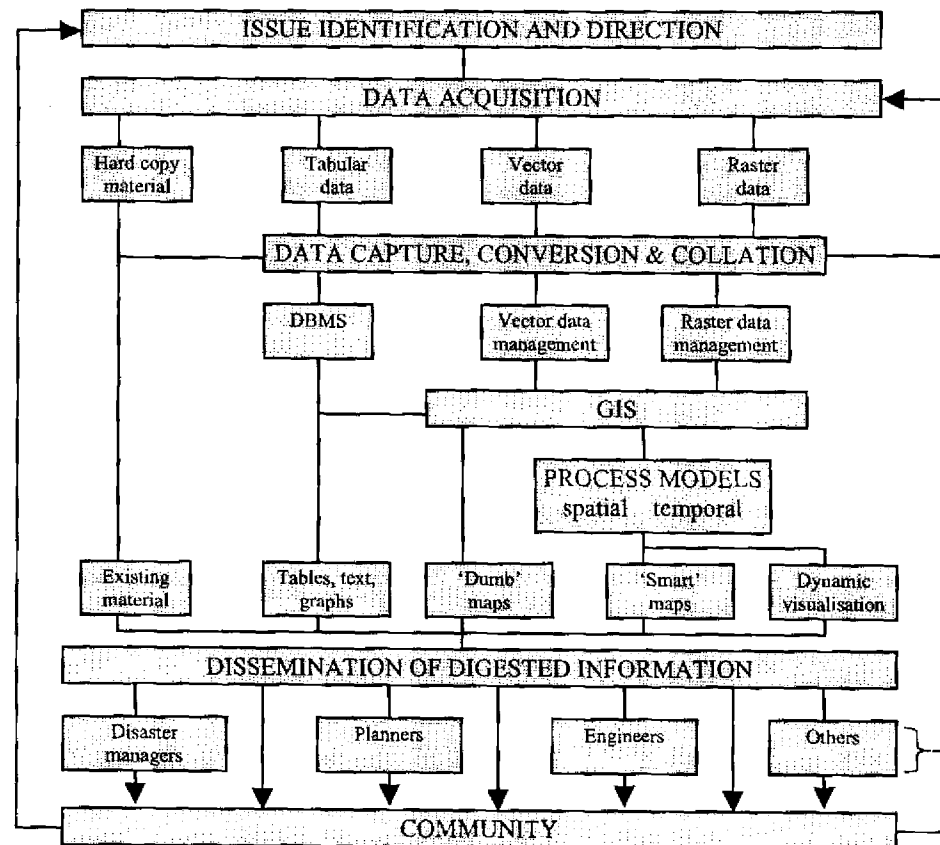 ISSUE IDENTIFICATION AND DIRECTION
DATA ACQUISITION
Hard copy
material
Tabular
data
Vector
data
Raster
data
DATA CAPTURE, CONVERSION & COLLATION
DBMS
Vector data
management
Raster data
management
GIS
PROCESS MODELS
spatial temporal
Existing
material
Tables, text,
graphs
‘Dumb’
maps
‘Smart’
maps
Dynamic
visualisation
DISSEMINATION OF DIGESTED INFORMATION
Disaster
managers
Planners
Engineers
Others
COMMUNITY